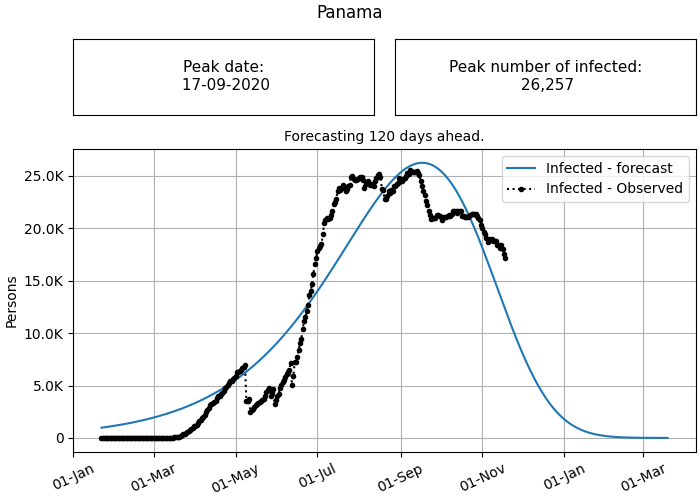 Panama
Peak date:
17-09-2020
Peak number of infected:
26,257
Forecasting 120 days ahead.
Infected - forecast
Infected - Observed
25.0K
20.0K
15.0K
10.0K
5.0K
0
Persons
01-Jan
01-Mar
01-May
01-Jul
01-Sep
01-Nov
01-Jan
01-Mar